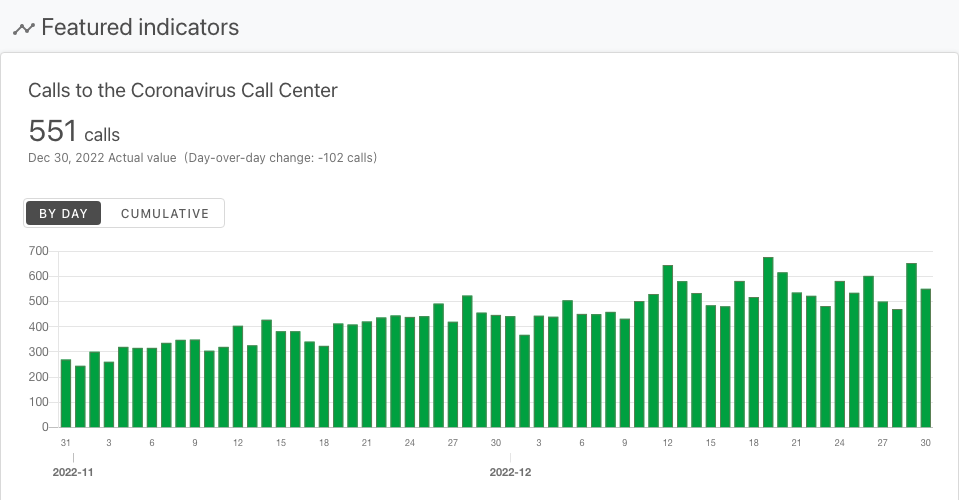 Featured indicators
Calls to the Coronavirus Call Center
551 calls
Dec 30, 2022 Actual value (Day-over-day change: -102 calls)
BY DAY CUMULATIVE
700
600
500
400
300
200
100
0
31 3 6 9 12 15 18 21 24 27 30 3 6 9 12 15 18 21 24 27 30
2022-11 2022-12